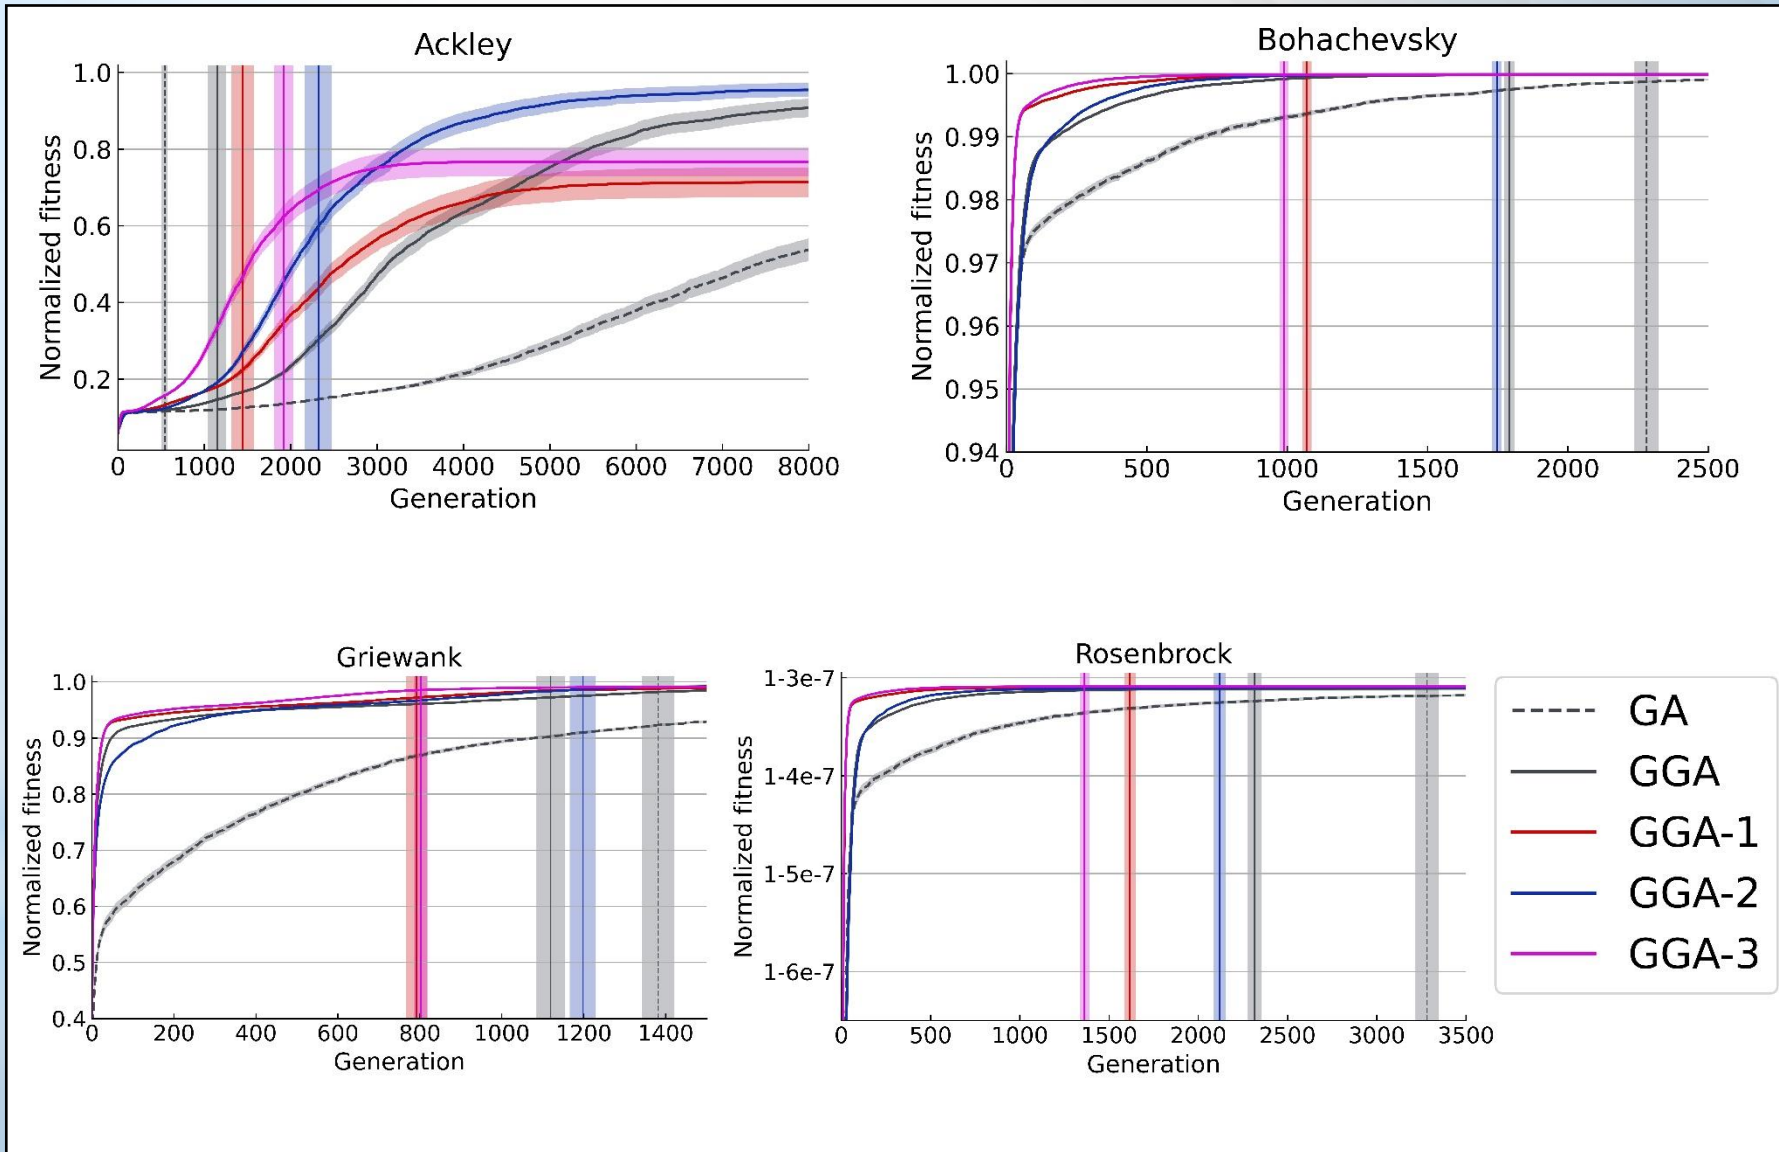 Ackley
Normalized fitness
1.0
0.8
0.6
0.4
0.2
0 1000 2000 3000 4000 5000 6000 7000 8000
Generation
Bohachevsky
Normalized fitness
1.00
0.99
0.98
0.97
0.96
0.95
0.94
0 500 1000 1500 2000 2500
Generation
Griewank
Normalized fitness
1.0
0.9
0.8
0.7
0.6
0.5
0.4
0 200 400 600 800 1000 1200 1400
Generation
Rosenbrock
Normalized fitness
1-3e-7
1-4e-7
1-5e-7
1-6e-7
0 500 1000 1500 2000 2500 3000 3500
Generation
GA
GGA
GGA-1
GGA-2
GGA-3